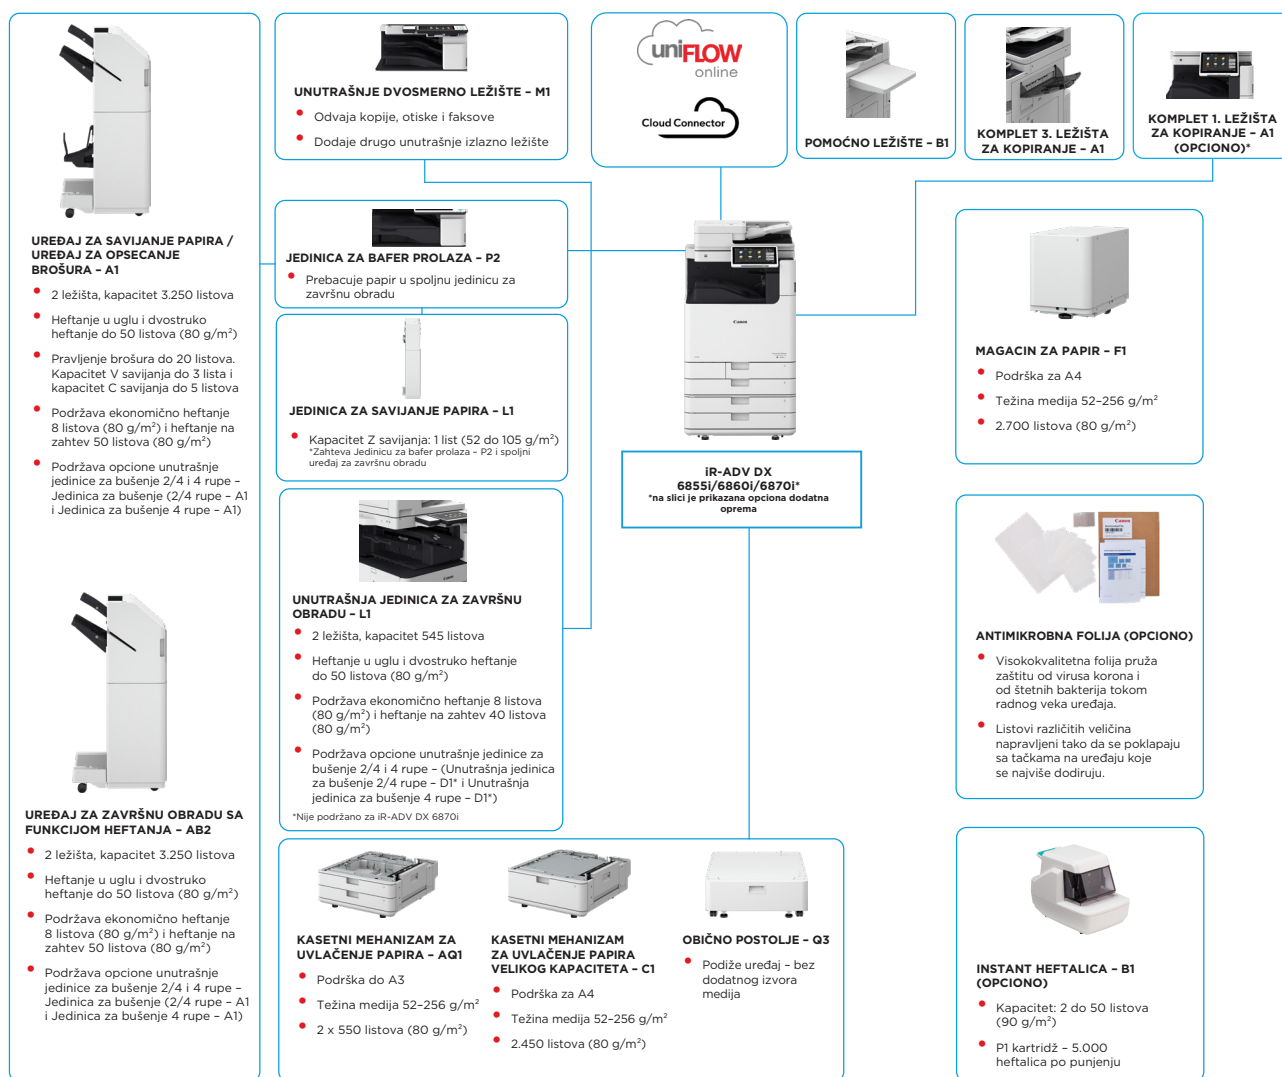 UREĐAJ ZA SAVIJANJE PAPIRA /
UREĐAJ ZA OPSECANJE
BROŠURA – A1
2 ležišta, kapacitet 3.250 listova
Heftanje u uglu i dvostruko
heftanje do 50 listova (80 g/m²)
Pravljenje brošura do 20 listova.
Kapacitet V savijanja do 3 lista i
kapacitet C savijanja do 5 listova
Podržava ekonomično heftanje
8 listova (80 g/m²) i heftanje na
zahtev 50 listova (80 g/m²)
Podržava opcione unutrašnje
jedinice za bušenje 2/4 i 4 rupe –
Jedinica za bušenje (2/4 rupe – A1
i Jedinica za bušenje 4 rupe – A1)
UREĐAJ ZA ZAVRŠNU OBRADU SA
FUNKCIJOM HEFTANJA – AB2
2 ležišta, kapacitet 3.250 listova
Heftanje u uglu i dvostruko
heftanje do 50 listova (80 g/m²)
Podržava ekonomično heftanje
8 listova (80 g/m²) i heftanje na
zahtev 50 listova (80 g/m²)
Podržava opcione unutrašnje
jedinice za bušenje 2/4 i 4 rupe –
Jedinica za bušenje (2/4 rupe – A1
i Jedinica za bušenje 4 rupe – A1)
UNUTRAŠNJE DVOSMERNO LEŽIŠTE – M1
Odvaja kopije, otiske i faksove
Dodaje drugo unutrašnje izlazno ležište
JEDINICA ZA BAFER PROLAZA – P2
Prebacuje papir u spoljnu jedinicu za
završnu obradu
JEDINICA ZA SAVIJANJE PAPIRA – L1
Kapacitet Z savijanja: 1 list (52 do 105 g/m²)
*Zahteva Jedinicu za bafer prolaza – P2 i spoljni
uređaj za završnu obradu
UNUTRAŠNJA JEDINICA ZA ZAVRŠNU
OBRADU – L1
2 ležišta, kapacitet 545 listova
Heftanje u uglu i dvostruko heftanje
do 50 listova (80 g/m²)
Podržava ekonomično heftanje 8 listova
(80 g/m²) i heftanje na zahtev 40 listova
(80 g/m²)
Podržava opcione unutrašnje jedinice za
bušenje 2/4 i 4 rupe – (Unutrašnja jedinica
za bušenje 2/4 rupe – D1* i Unutrašnja
jedinica za bušenje 4 rupe – D1*)
*Nije podržano za iR-ADV DX 6870i
KASETNI MEHANIZAM ZA
UVLAČENJE PAPIRA – AQ1
Podrška do A3
Težina medija 52–256 g/m²
2 x 550 listova (80 g/m²)
KASETNI MEHANIZAM
ZA UVLAČENJE PAPIRA
VELIKOG KAPACITETA – C1
Podrška za A4
Težina medija 52–256 g/m²
2.450 listova (80 g/m²)
OBIČNO POSTOLJE – Q3
Podiže uređaj – bez
dodatnog izvora
medija
uniFLOW
online
Cloud Connector
Canon
iR-ADV DX
6855i/6860i/6870i*
*na slici je prikazana opciona dodatna
oprema
POMOĆNO LEŽIŠTE – B1
KOMPLET 3. LEŽIŠTA
ZA KOPIRANJE – A1
KOMPLET 1. LEŽIŠTA
ZA KOPIRANJE – A1
(OPCIONO)*
MAGACIN ZA PAPIR – F1
Podrška za A4
Težina medija 52–256 g/m²
2.700 listova (80 g/m²)
Canon
ANTIMIKROBNA FOLIJA (OPCIONO)
Visokokvalitetna folija pruža
zaštitu od virusa korona i
od štetnih bakterija tokom
radnog veka uređaja.
Listovi različitih veličina
napravljeni tako da se poklapaju
sa tačkama na uređaju koje
se najviše dodiruju.
INSTANT HEFTALICA – B1
(OPCIONO)
Kapacitet: 2 do 50 listova
(90 g/m²)
P1 kartridž – 5.000
heftalica po punjenju